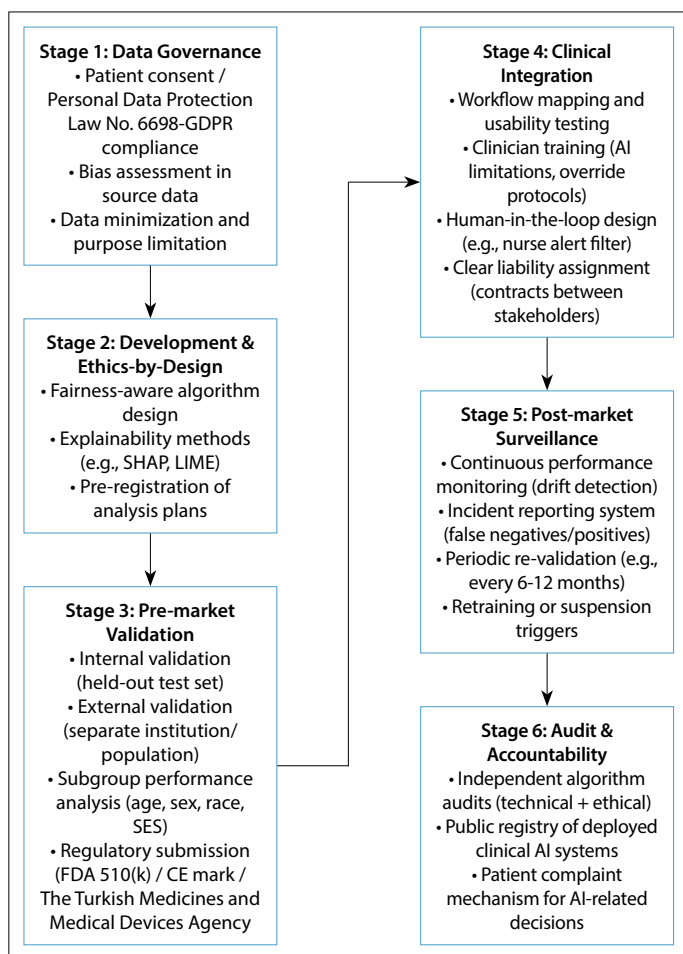 Stage 1: Data Governance
• Patient consent /
Personal Data Protection
Law No. 6698-GDPR
compliance
• Bias assessment in
source data
• Data minimization and
purpose limitation
Stage 2: Development &
Ethics-by-Design
• Fairness-aware algorithm
design
• Explainability methods
(e.g., SHAP, LIME)
• Pre-registration of
analysis plans
Stage 3: Pre-market
Validation
• Internal validation
(held-out test set)
• External validation
(separate institution/
population)
• Subgroup performance
analysis (age, sex, race,
SES)
• Regulatory submission
(FDA 510(k) / CE mark /
The Turkish Medicines and
Medical Devices Agency
Stage 4: Clinical
Integration
• Workflow mapping and
usability testing
• Clinician training (AI
limitations, override
protocols)
• Human-in-the-loop design
(e.g., nurse alert filter)
• Clear liability assignment
(contracts between
stakeholders)
Stage 5: Post-market
Surveillance
• Continuous performance
monitoring (drift detection)
• Incident reporting system
(false negatives/positives)
• Periodic re-validation (e.g.,
every 6-12 months)
• Retraining or suspension
triggers
Stage 6: Audit &
Accountability
• Independent algorithm
audits (technical + ethical)
• Public registry of deployed
clinical AI systems
• Patient complaint
mechanism for AI-related
decisions